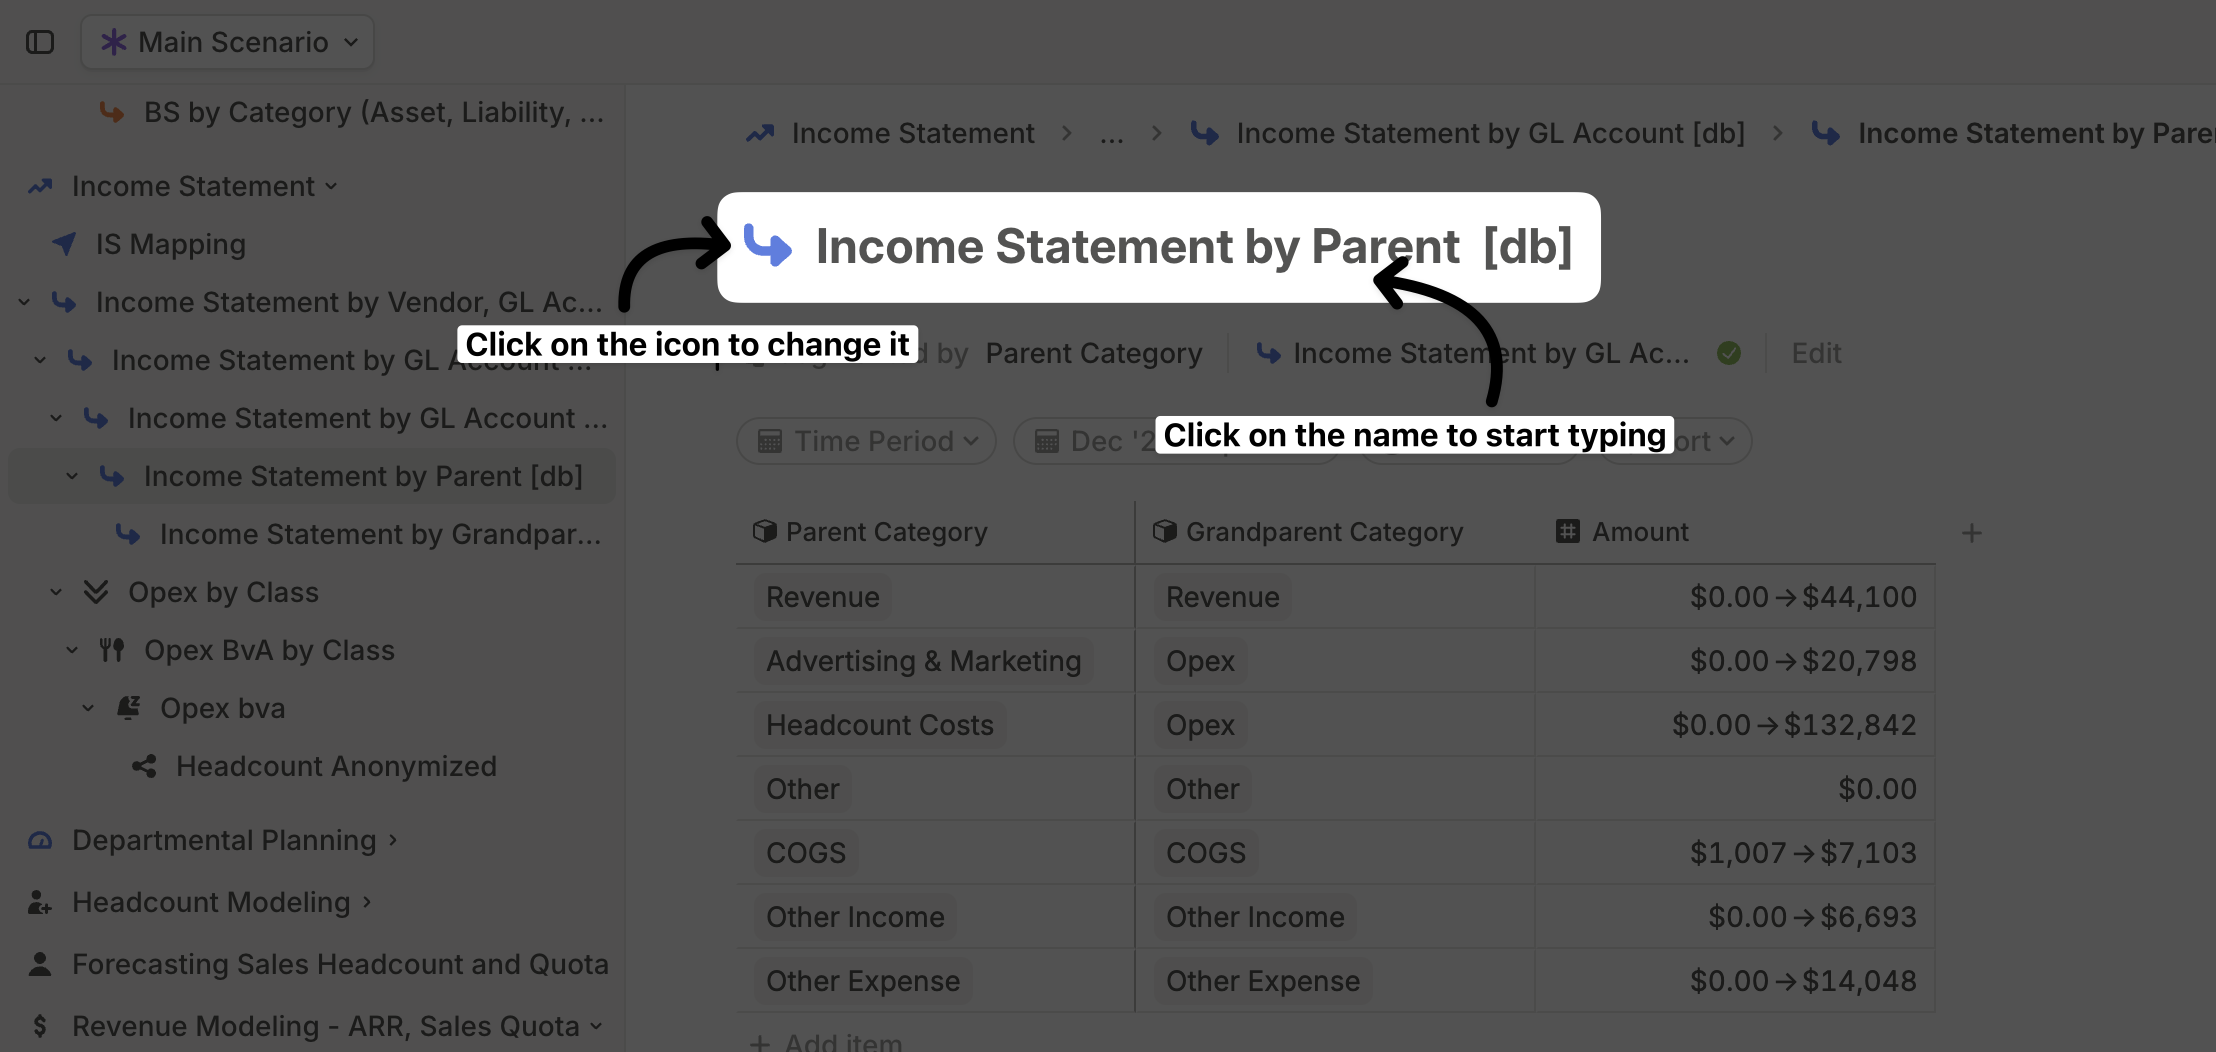 Main Scenario
BS by Category (Asset, Liability, ...
Income Statement
IS Mapping
Income Statement by Vendor, GL Ac...
Income Statement by GL Account ...
Income Statement by GL Account ...
Income Statement by Parent [db]
Income Statement by Grandpar...
Opex by Class
Opex BvA by Class
Opex bva
Headcount Anonymized
Departmental Planning
Headcount Modeling
Forecasting Sales Headcount and Quota
Revenue Modeling - ARR, Sales Quota
Income Statement > ... > Income Statement by GL Account [db] > Income Statement by Pare
Income Statement by Parent [db]
Click on the icon to change it
by Parent Category Income Statement by GL Ac... Edit
Time Period Dec
Click on the name to start typing
Parent Category Grandparent Category Amount +
Revenue Revenue $0.00→$44,100
Advertising & Marketing Opex $0.00→$20,798
Headcount Costs Opex $0.00→$132,842
Other Other $0.00
COGS COGS $1,007→$7,103
Other Income Other Income $0.00→$6,693
Other Expense Other Expense $0.00→$14,048
+ Add item